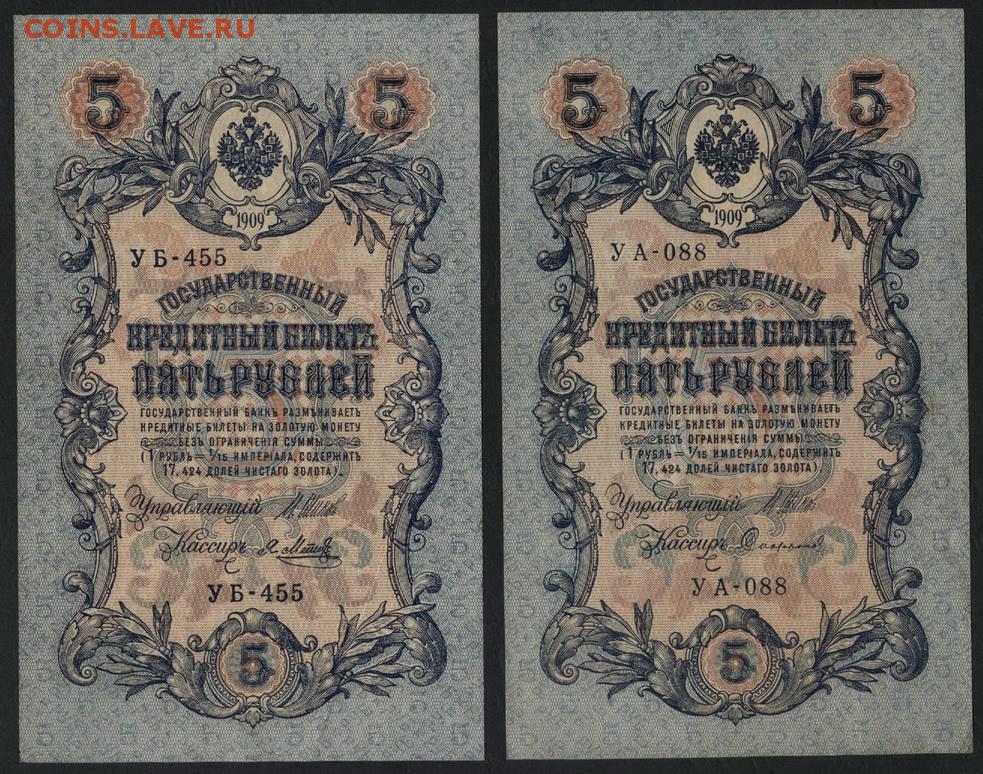 COINS.LAVE.RU
5 5
1909
УБ-455
ГОСУДАРСТВЕННЫЙ
КРЕДИТНЫЙ БИЛЕТЪ
ПЯТЬ РУБЛЕЙ
ГОСУДАРСТВЕННЫЙ БАНКЪ РАЗМѢНИВАЕТЪ
КРЕДИТНЫЕ БИЛЕТЫ НА ЗОЛОТУЮ МОНЕТУ
БЕЗЪ ОГРАНИЧЕНІЯ СУММЫ
(1 РУБЛЬ = 1/15 ИМПЕРІАЛА, СОДЕРЖИТЪ
17,424 ДОЛЕЙ ЧИСТАГО ЗОЛОТА).
Управляющій
Кассиръ
УБ-455
5
5 5
1909
УА-088
ГОСУДАРСТВЕННЫЙ
КРЕДИТНЫЙ БИЛЕТЪ
ПЯТЬ РУБЛЕЙ
ГОСУДАРСТВЕННЫЙ БАНКЪ РАЗМѢНИВАЕТЪ
КРЕДИТНЫЕ БИЛЕТЫ НА ЗОЛОТУЮ МОНЕТУ
БЕЗЪ ОГРАНИЧЕНІЯ СУММЫ
(1 РУБЛЬ = 1/15 ИМПЕРІАЛА, СОДЕРЖИТЪ
17,424 ДОЛЕЙ ЧИСТАГО ЗОЛОТА)
Управляющій
Кассиръ
УА-088
5